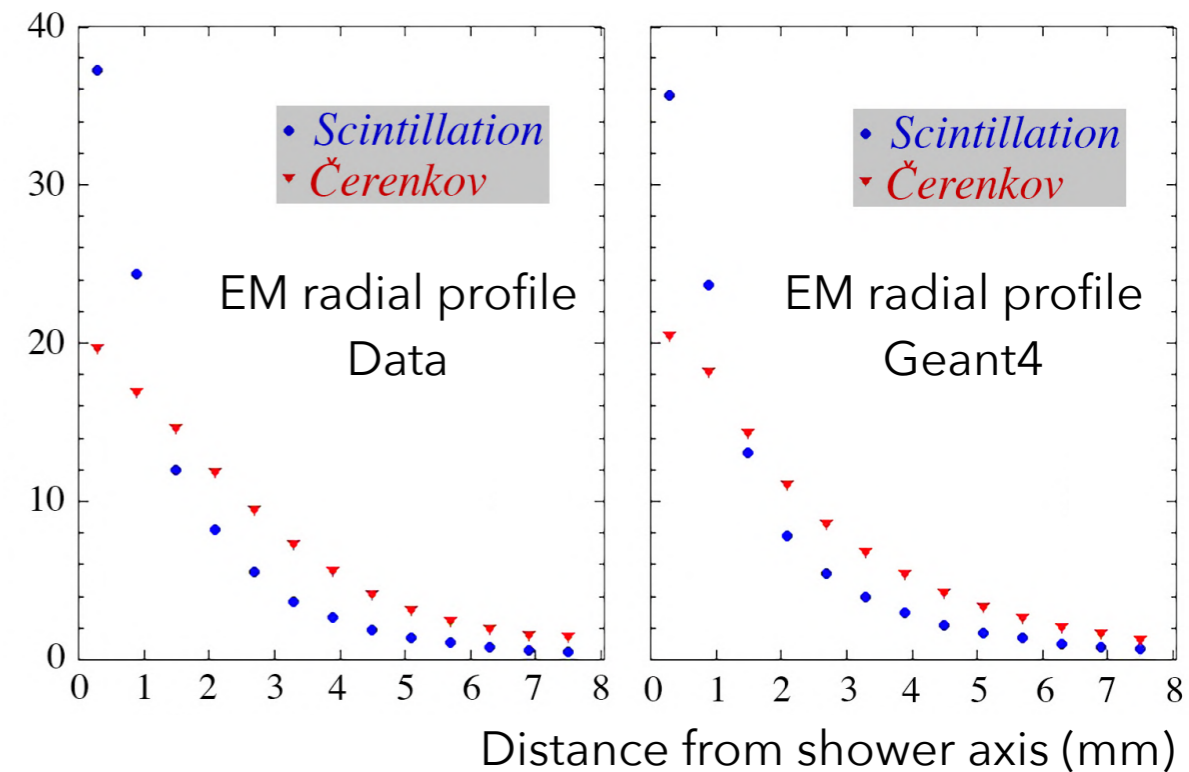 40
30
20
10
0
Scintillation
Čerenkov
EM radial profile
Data
0 1 2 3 4 5 6 7 8
Scintillation
Čerenkov
EM radial profile
Geant4
0 1 2 3 4 5 6 7 8
Distance from shower axis (mm)